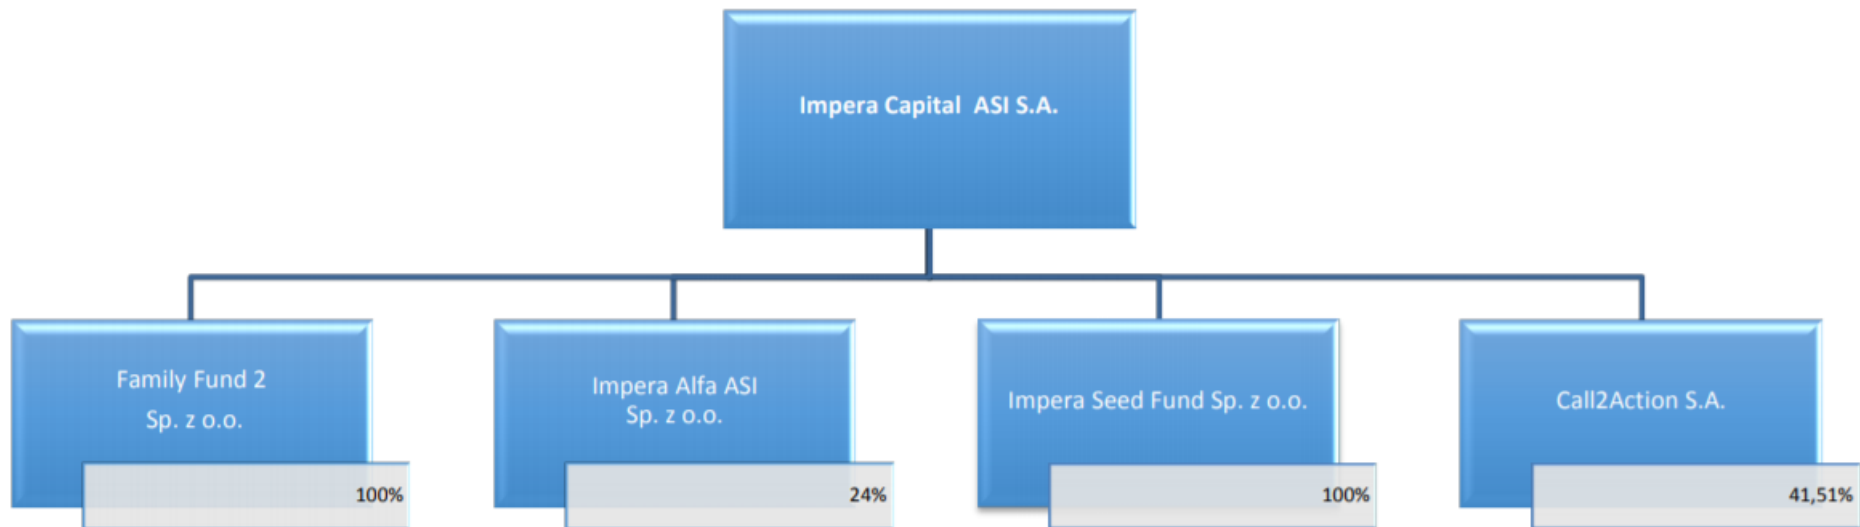 Impera Capital ASI S.A.
Family Fund 2
Sp. z o.o.
100%
Impera Alfa ASI
Sp. z o.o.
24%
Impera Seed Fund Sp. z o.o.
100%
Call2Action S.A.
41,51%